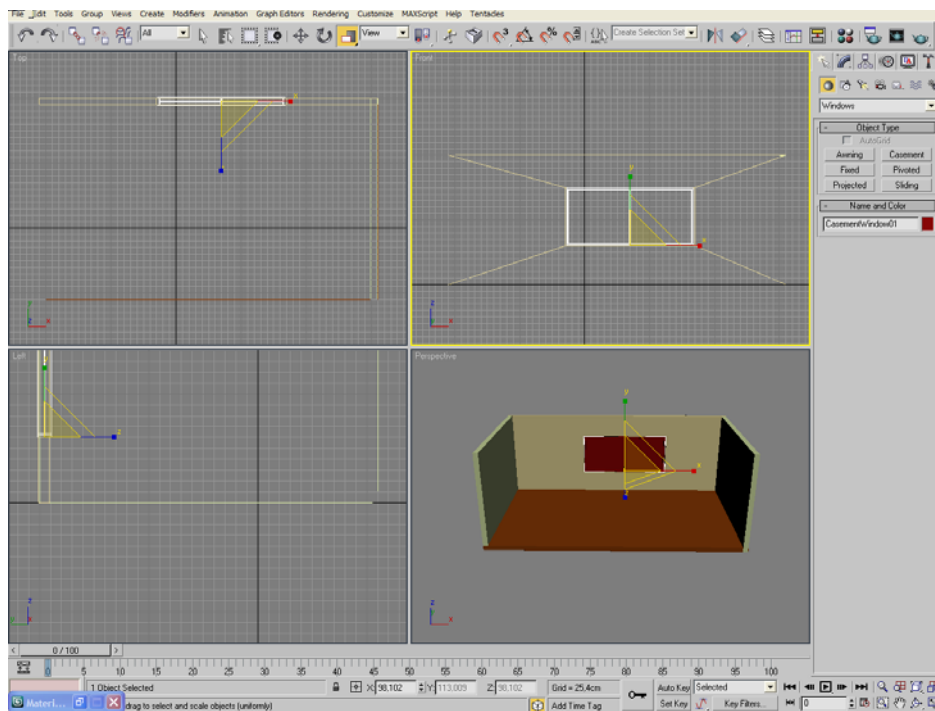 File Edit Tools Group Views Create Modifiers Animation Graph Editors Rendering Customize MAXScript Help Tentacles
All View Create Selection Set
Top Front
Windows
- Object Type
AutoGrid
Awning Casement
Fixed Pivoted
Projected Sliding
- Name and Color
CasementWindow01
x
y
x
z x
z
x
Left Perspective
y
x
z
z
x
z
x
< 0 / 100 >
0 5 10 15 20 25 30 35 40 45 50 55 60 65 70 75 80 85 90 95 100
1 Object Selected X: 98.102 Y: 113.009 Z: 98.102 Grid = 25,4cm Auto Key Selected
Materi... drag to select and scale objects (uniformly) Add Time Tag Set Key Key Filters... 0